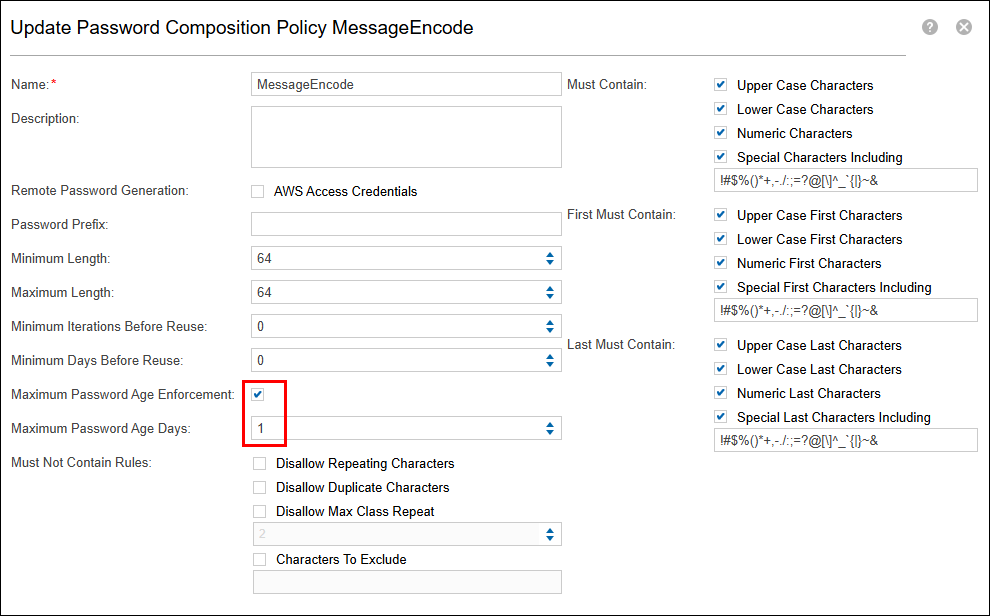 Update Password Composition Policy MessageEncode
Name:*
MessageEncode
Description:
Remote Password Generation:
AWS Access Credentials
Password Prefix:
Minimum Length:
64
Maximum Length:
64
Minimum Iterations Before Reuse:
0
Minimum Days Before Reuse:
0
Maximum Password Age Enforcement:
Maximum Password Age Days:
1
Must Not Contain Rules:
Disallow Repeating Characters
Disallow Duplicate Characters
Disallow Max Class Repeat
2
Characters To Exclude
Must Contain:
Upper Case Characters
Lower Case Characters
Numeric Characters
Special Characters Including
!#$%()*+,-./:;=?@[\]^_`{|}~&
First Must Contain:
Upper Case First Characters
Lower Case First Characters
Numeric First Characters
Special First Characters Including
!#$%()*+,-./:;=?@[\]^_`{|}~&
Last Must Contain:
Upper Case Last Characters
Lower Case Last Characters
Numeric Last Characters
Special Last Characters Including
!#$%()*+,-./:;=?@[\]^_`{|}~&